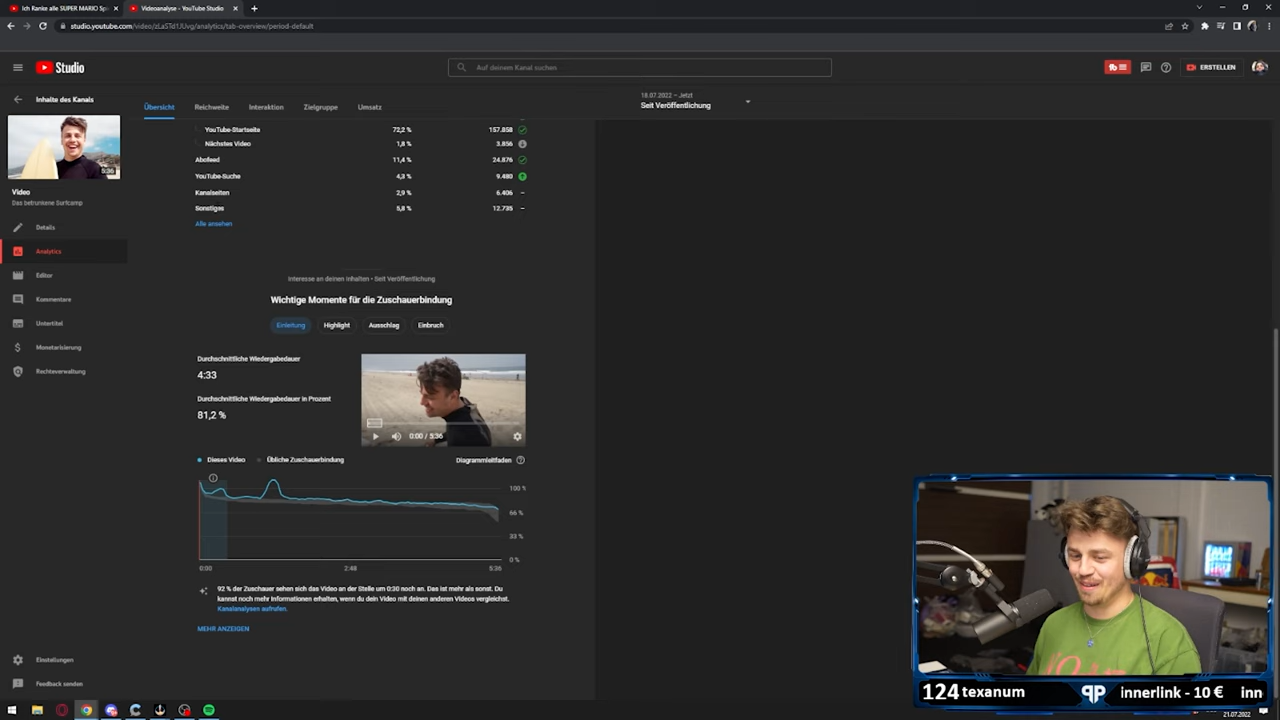 Ich Ranke alle SUPER MARIO Spi
Videoanalyse - YouTube Studio
studio.youtube.com/video/zLaSTd1JUvg/analytics/tab-overview/period-default
Studio
Auf deinem Kanal suchen
ERSTELLEN
Inhalte des Kanals
5:36
Video
Das betrunkene Surfcamp
Details
Analytics
Editor
Kommentare
Untertitel
Monetarisierung
Rechteverwaltung
Einstellungen
Feedback senden
Übersicht Reichweite Interaktion Zielgruppe Umsatz
18.07.2022 – Jetzt
Seit Veröffentlichung
YouTube-Startseite 72,2 % 157.858
Nächstes Video 1,8 % 3.856
Abofeed 11,4 % 24.876
YouTube-Suche 4,3 % 9.480
Kanalseiten 2,9 % 6.406 –
Sonstiges 5,8 % 12.735 –
Alle ansehen
Interesse an deinen Inhalten • Seit Veröffentlichung
Wichtige Momente für die Zuschauerbindung
Einleitung Highlight Ausschlag Einbruch
Durchschnittliche Wiedergabedauer
4:33
Durchschnittliche Wiedergabedauer in Prozent
81,2 %
0:00 / 5:36
Dieses Video Übliche Zuschauerbindung Diagrammleitfaden
100 %
66 %
33 %
0 %
0:00 2:48 5:36
92 % der Zuschauer sehen sich das Video an der Stelle um 0:30 noch an. Das ist mehr als sonst. Du
kannst noch mehr Informationen erhalten, wenn du dein Video mit deinen anderen Videos vergleichst.
Kanalanalysen aufrufen.
MEHR ANZEIGEN
124 texanum
innerlink - 10 € inn
21.07.2022